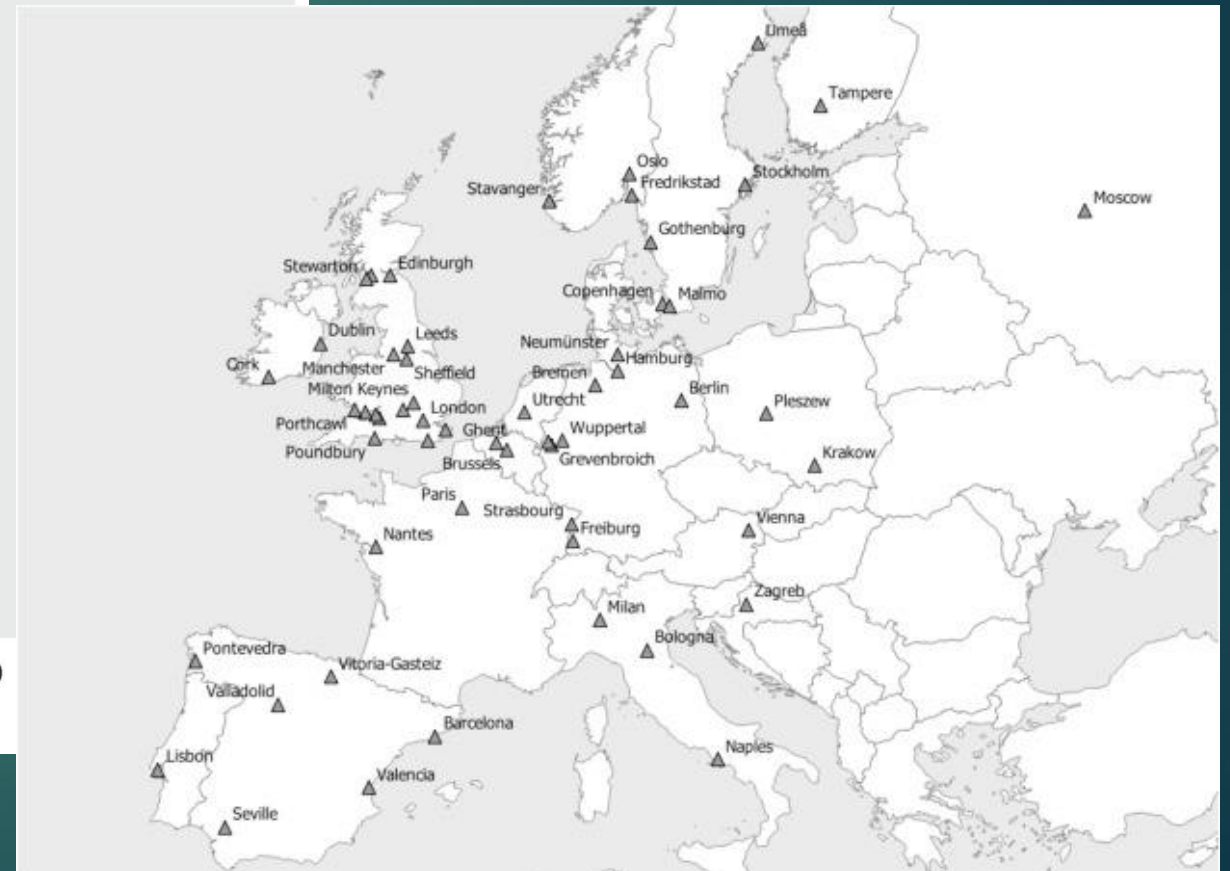 Umeå
Tampere
Oslo
Stockholm
Fredrikstad
Stavanger
Moscow
Gothenburg
Stewarton
Edinburgh
Copenhagen
Malmo
Dublin
Leeds
Neumünster
Hamburg
Cork
Manchester
Sheffield
Bremen
Milton Keynes
Berlin
Utrecht
Pleszew
London
Porthcawl
Ghent
Wuppertal
Poundbury
Grevenbroich
Brussels
Krakow
Paris
Strasbourg
Vienna
Freiburg
Nantes
Zagreb
Milan
Bologna
Pontevedra
Vitoria-Gasteiz
Valladolid
Barcelona
Naples
Lisbon
Valencia
Seville
)